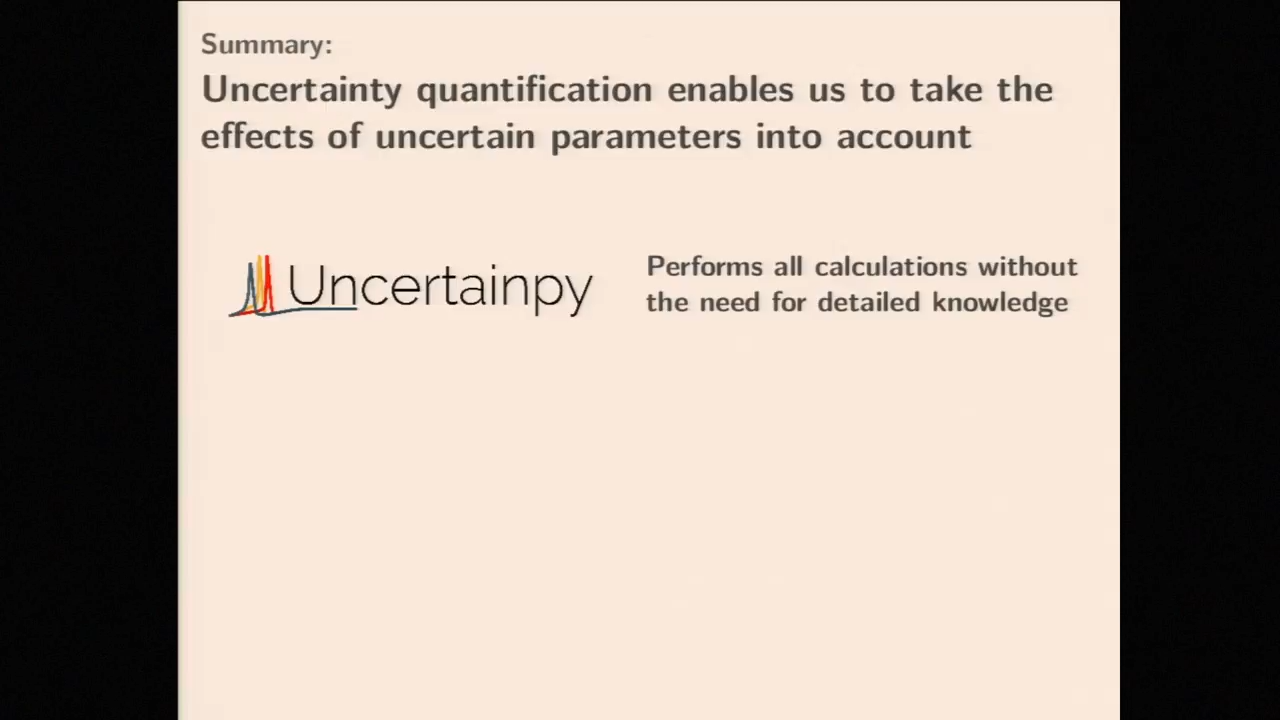 Summary:
Uncertainty quantification enables us to take the
effects of uncertain parameters into account
Uncertainpy
Performs all calculations without
the need for detailed knowledge